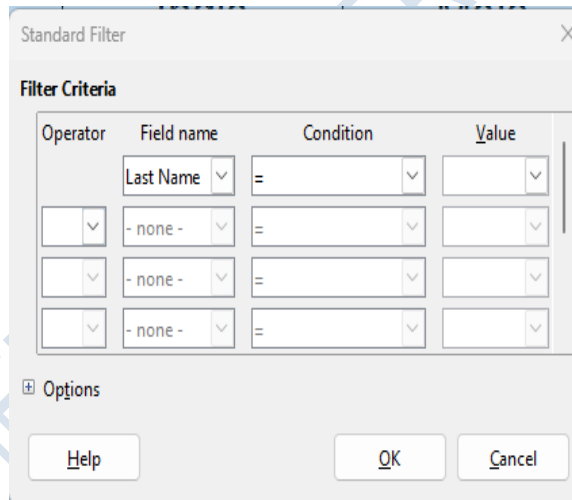 Standard Filter
Filter Criteria
Operator Field name Condition Value
Last Name =
- none - =
- none - =
- none - =
Options
Help OK Cancel